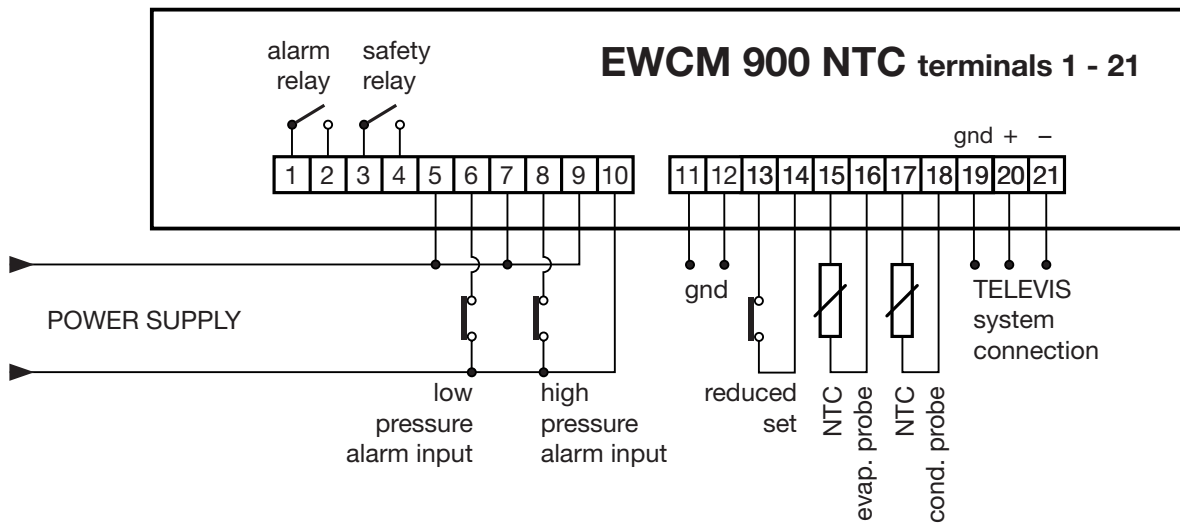 EWCM 900 NTC terminals 1 - 21
alarm
relay
safety
relay
gnd + –
1 2 3 4 5 6 7 8 9 10
11 12 13 14 15 16 17 18 19 20 21
POWER SUPPLY
low
pressure
alarm input
high
pressure
alarm input
gnd
reduced
set
NTC
evap. probe
NTC
cond. probe
TELEVIS
system
connection